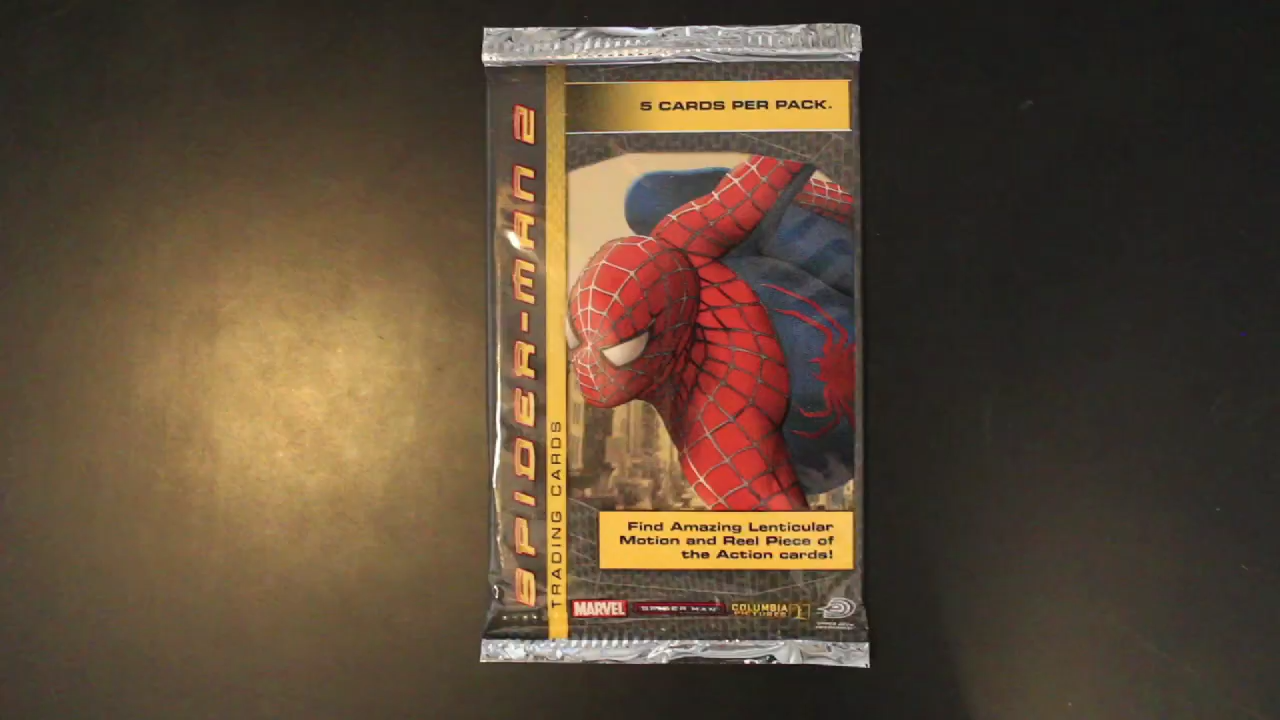 5 CARDS PER PACK.
SPIDER-MAN 2
TRADING CARDS
Find Amazing Lenticular
Motion and Reel Piece of
the Action cards!
MARVEL
SPIDER-MAN
COLUMBIA
PICTURES